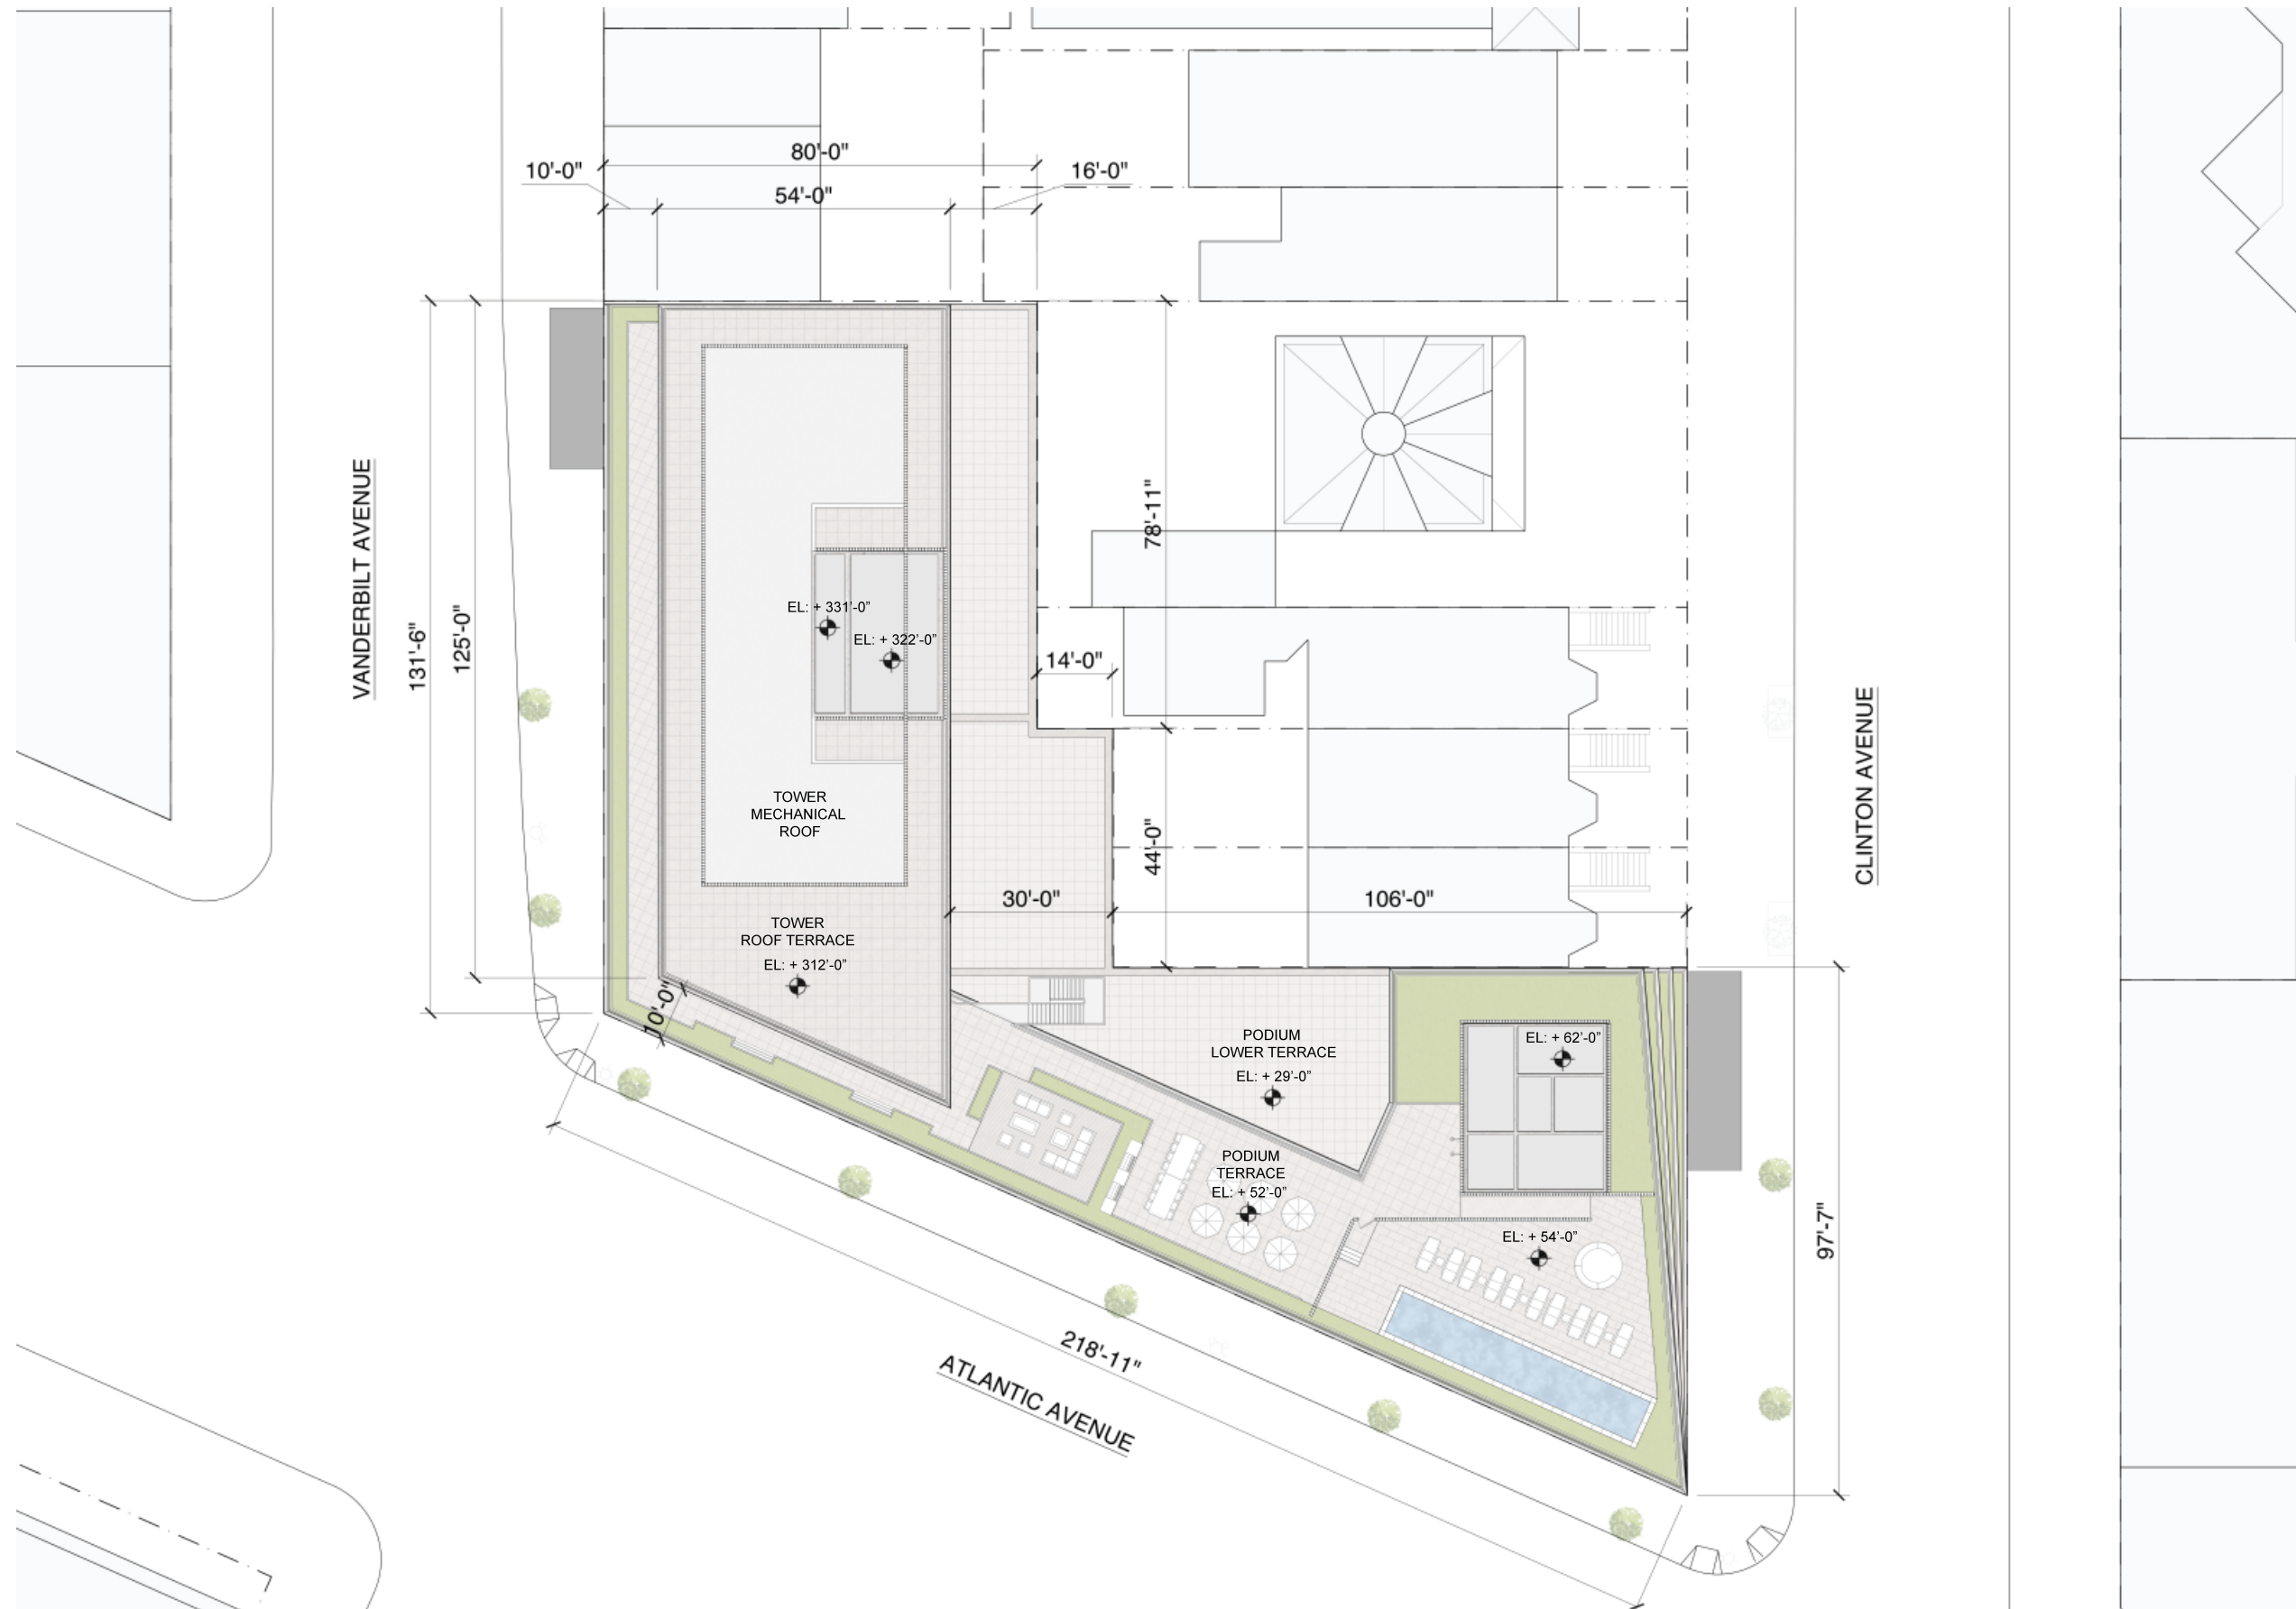 80'-0"
10'-0"
16'-0"
54'-0"
VANDERBILT AVENUE
131'-6"
125'-0"
78'-11"
EL: + 331'-0"
EL: + 322'-0"
14'-0"
CLINTON AVENUE
TOWER
MECHANICAL
ROOF
44'-0"
30'-0"
106'-0"
TOWER
ROOF TERRACE
EL: + 312'-0"
10'-0"
PODIUM
LOWER TERRACE
EL: + 29'-0"
EL: + 62'-0"
PODIUM
TERRACE
EL: + 52'-0"
EL: + 54'-0"
97'-7"
218'-11"
ATLANTIC AVENUE